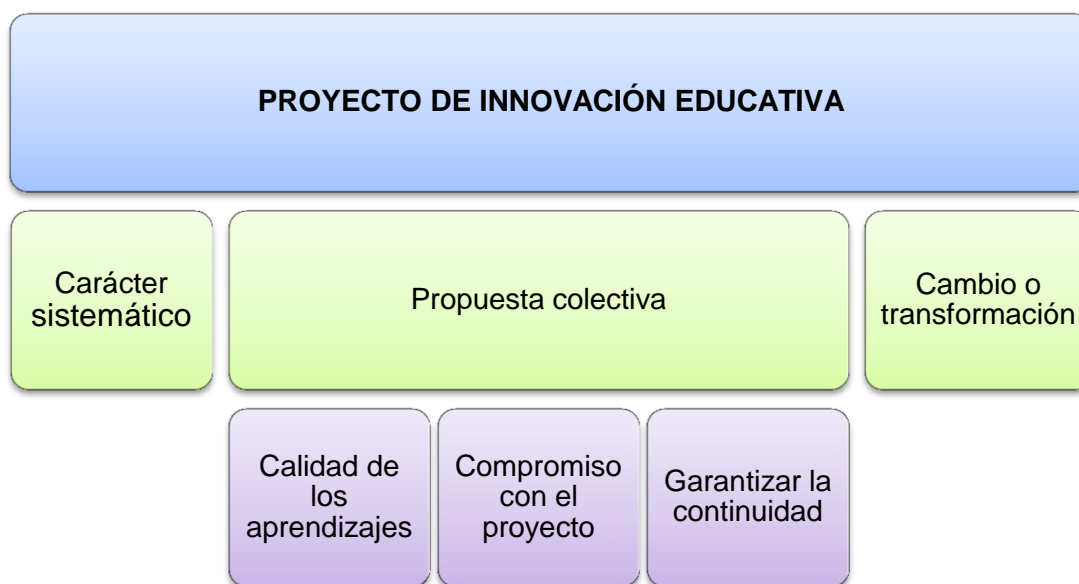 PROYECTO DE INNOVACIÓN EDUCATIVA
Carácter
sistemático
Propuesta colectiva
Cambio o
transformación
Calidad de
los
aprendizajes
Compromiso
con el
proyecto
Garantizar la
continuidad